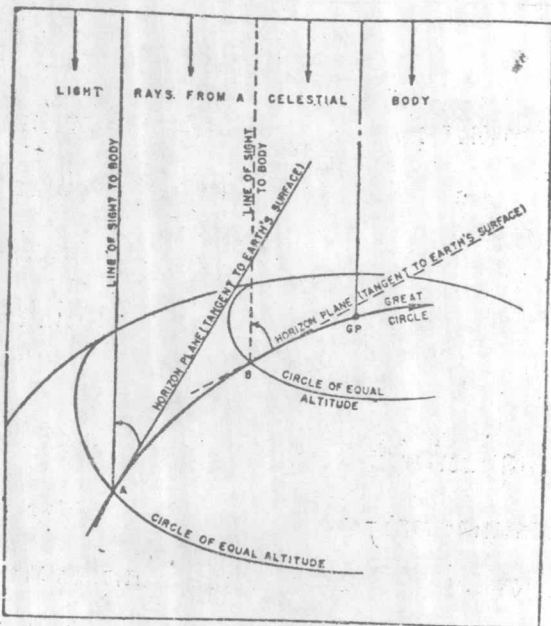 LIGHT RAYS FROM A CELESTIAL BODY
LINE OF SIGHT TO BODY
LINE OF SIGHT
TO BODY
HORIZON PLANE (TANGENT TO EARTH'S SURFACE)
HORIZON PLANE (TANGENT TO EARTH'S SURFACE)
GREAT
CIRCLE
GP
B
CIRCLE OF EQUAL
ALTITUDE
A
CIRCLE OF EQUAL ALTITUDE